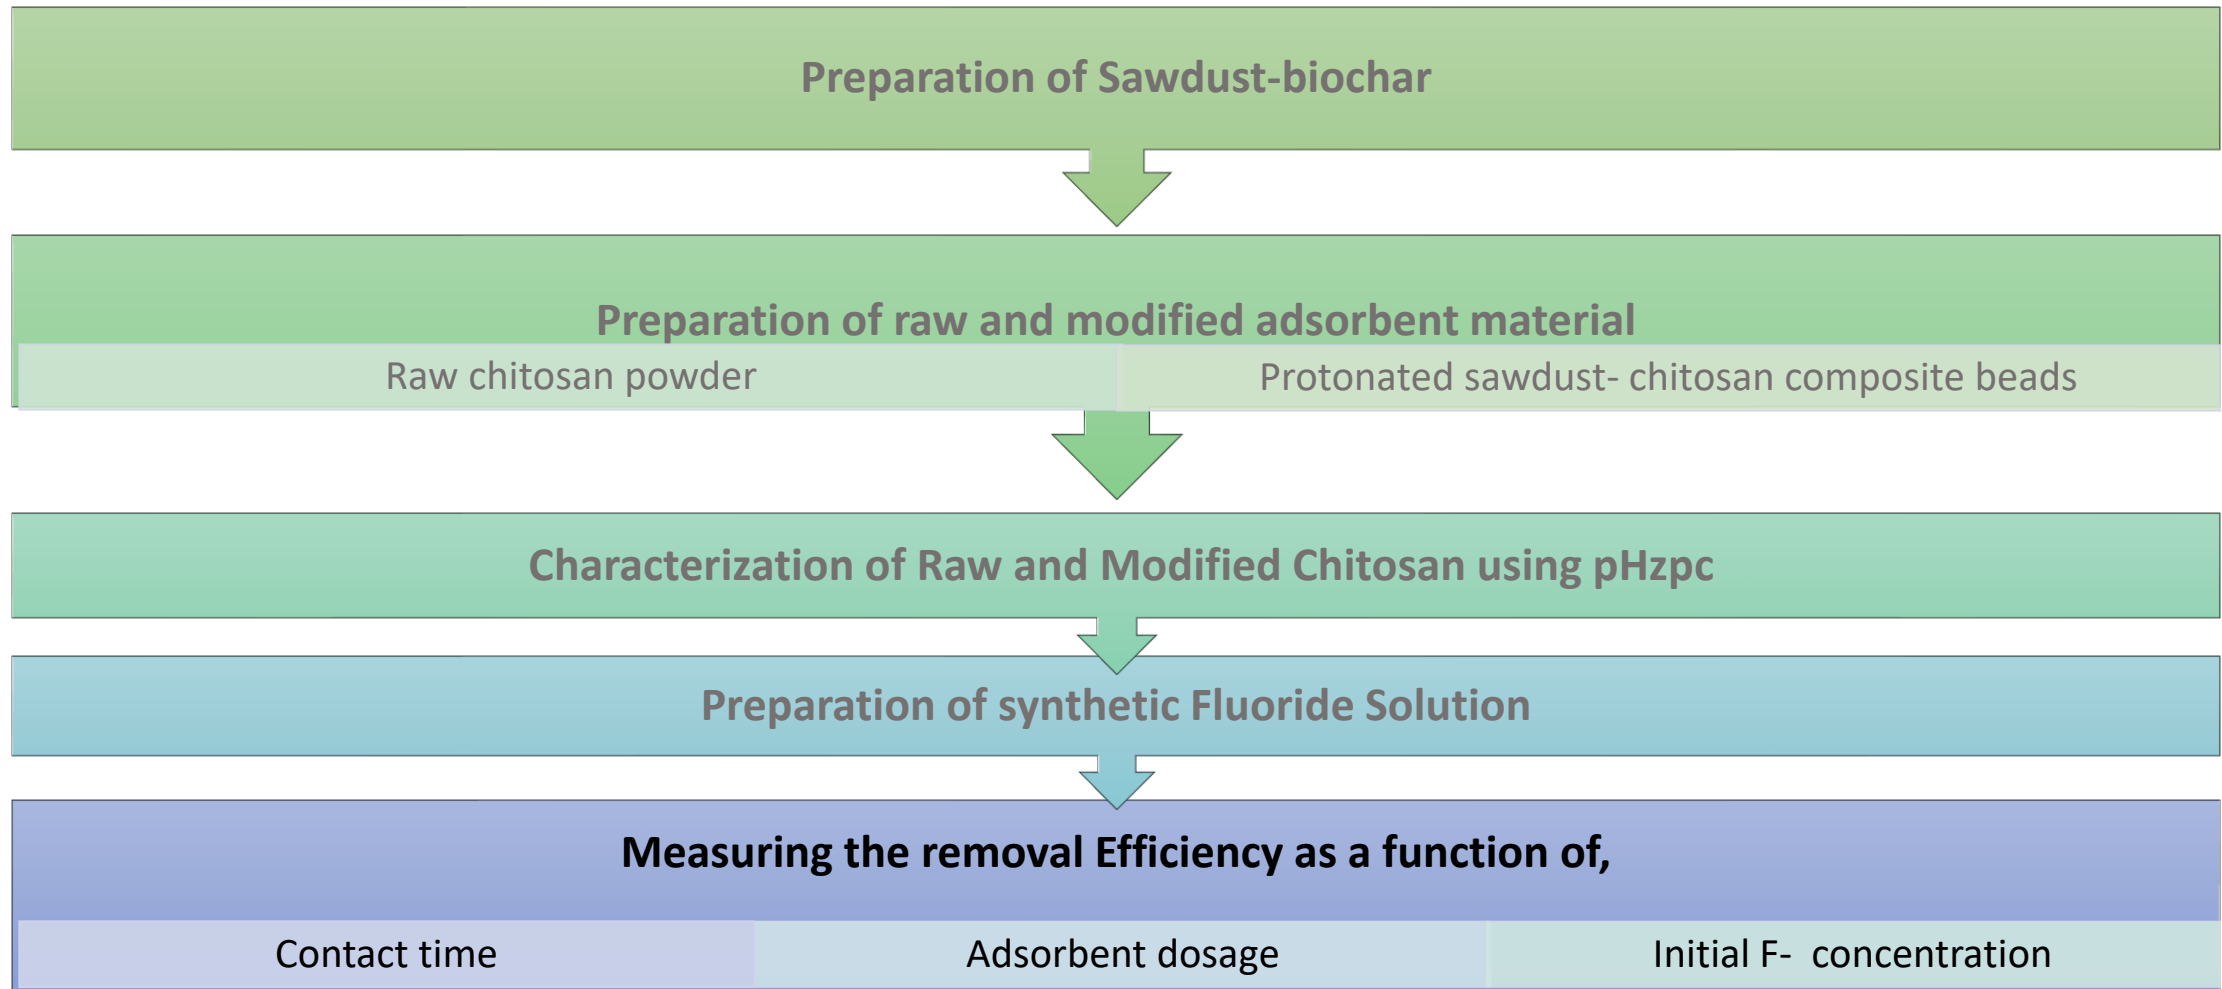 Preparation of Sawdust-biochar
Preparation of raw and modified adsorbent material
Raw chitosan powder
Protonated sawdust- chitosan composite beads
Characterization of Raw and Modified Chitosan using pHzpc
Preparation of synthetic Fluoride Solution
Measuring the removal Efficiency as a function of,
Contact time
Adsorbent dosage
Initial F-  concentration